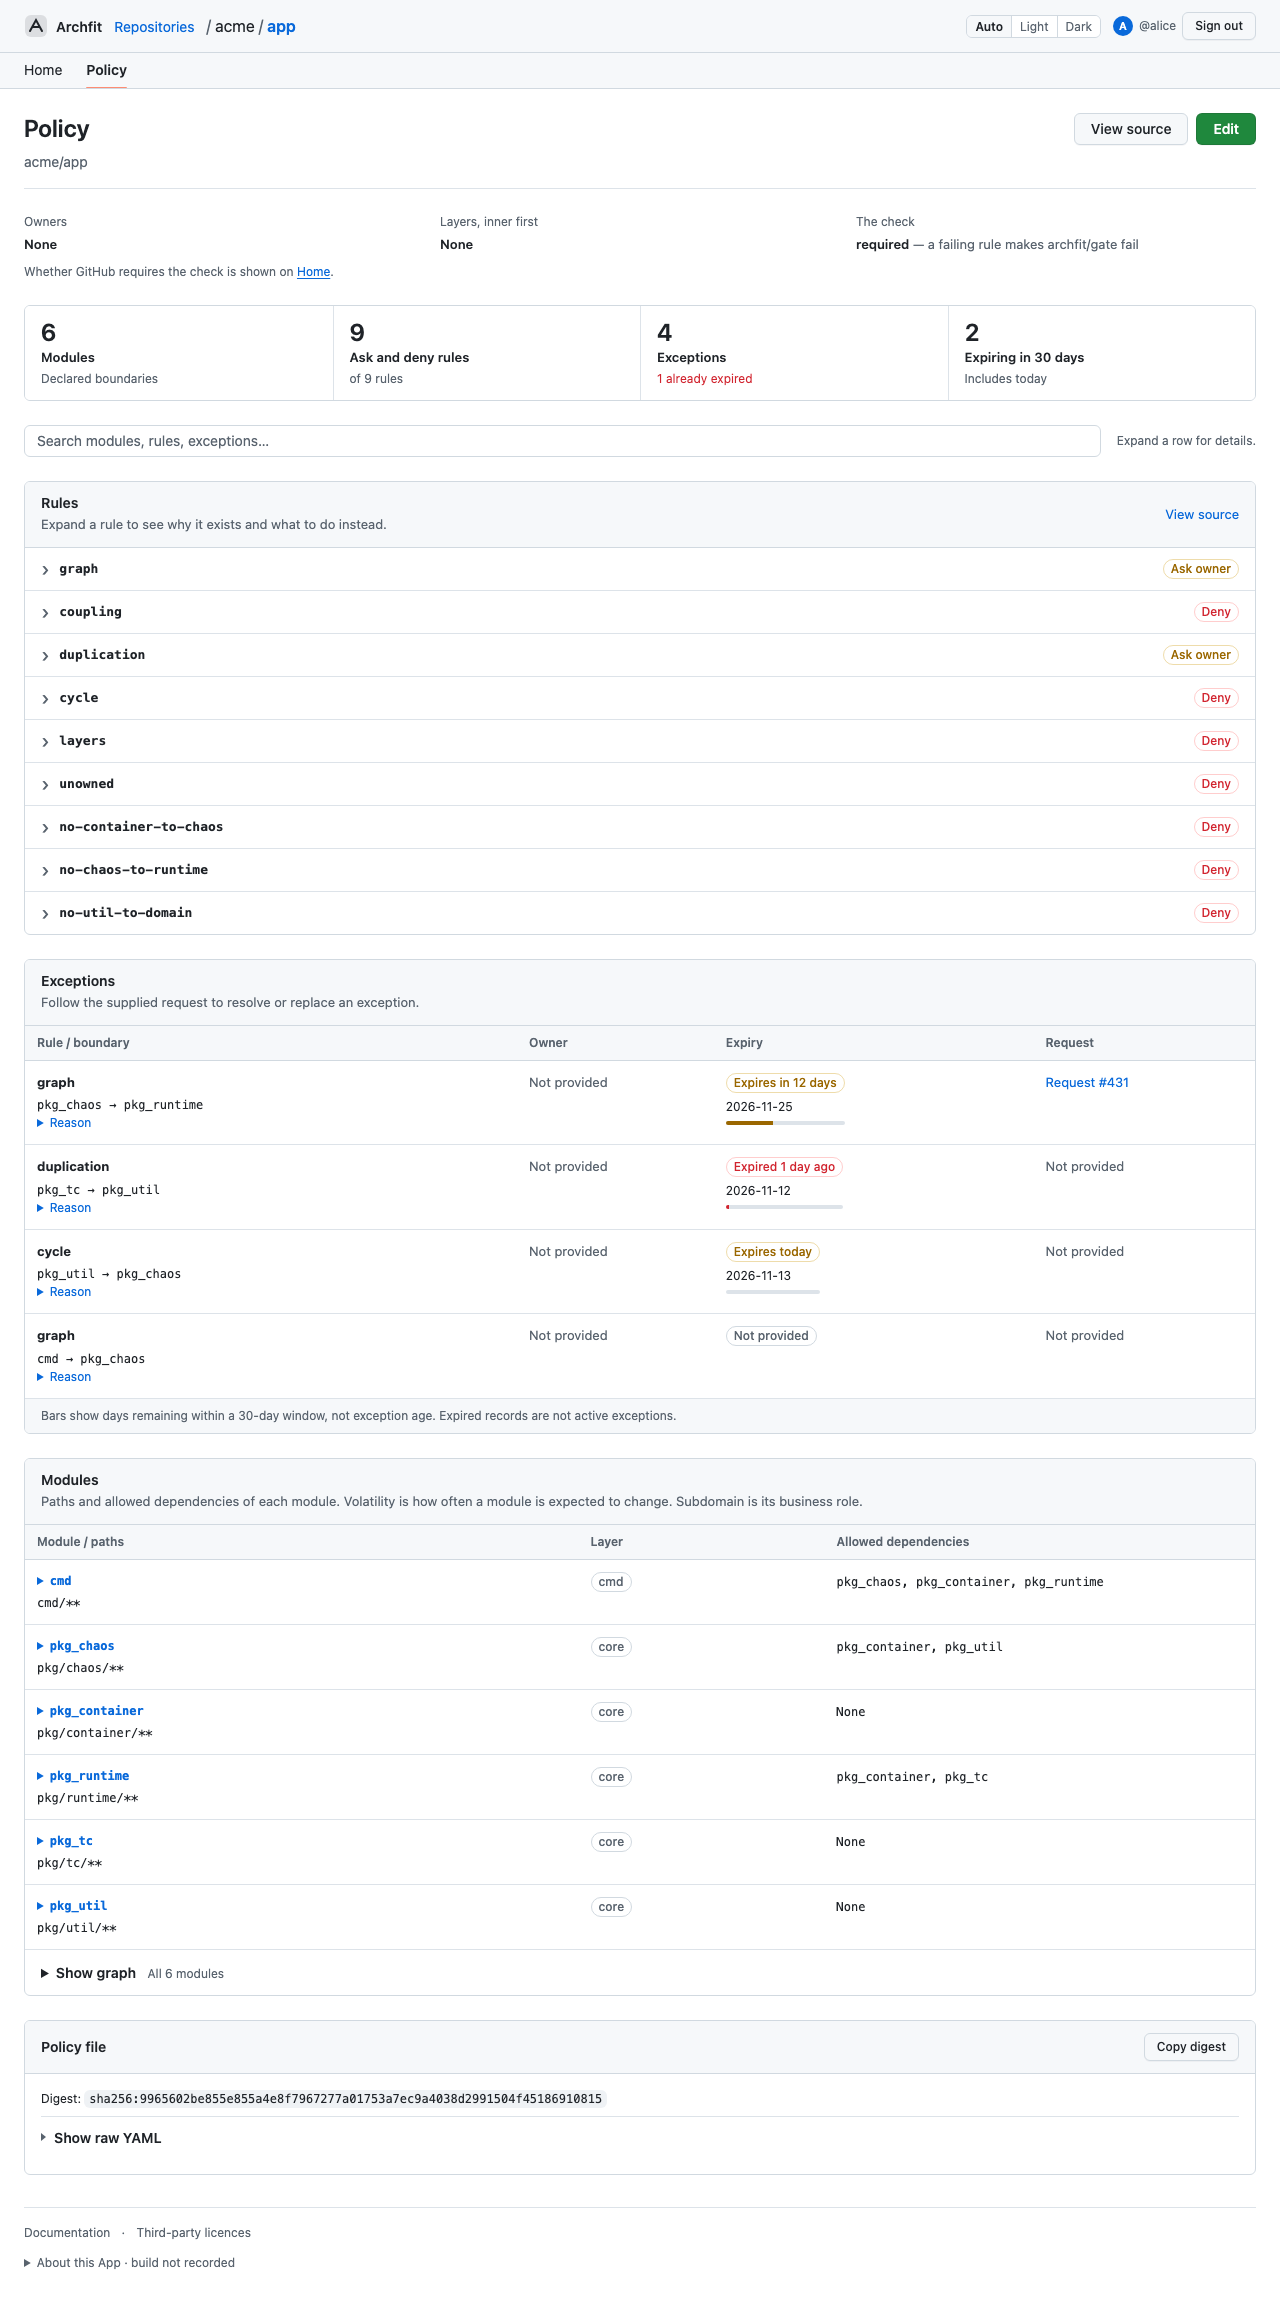 Archfit Repositories / acme / app Auto Light Dark A @alice Sign out
Home Policy
Policy View source Edit
acme/app
Owners Layers, inner first The check
None None required — a failing rule makes archfit/gate fail
Whether GitHub requires the check is shown on Home.
6 9 4 2
Modules Ask and deny rules Exceptions Expiring in 30 days
Declared boundaries of 9 rules 1 already expired Includes today
Search modules, rules, exceptions... Expand a row for details.
Rules
Expand a rule to see why it exists and what to do instead. View source
graph Ask owner
coupling Deny
duplication Ask owner
cycle Deny
layers Deny
unowned Deny
no-container-to-chaos Deny
no-chaos-to-runtime Deny
no-util-to-domain Deny
Exceptions
Follow the supplied request to resolve or replace an exception.
Rule / boundary Owner Expiry Request
graph Not provided Expires in 12 days Request #431
pkg_chaos → pkg_runtime 2026-11-25
Reason
duplication Not provided Expired 1 day ago Not provided
pkg_tc → pkg_util 2026-11-12
Reason
cycle Not provided Expires today Not provided
pkg_util → pkg_chaos 2026-11-13
Reason
graph Not provided Not provided Not provided
cmd → pkg_chaos
Reason
Bars show days remaining within a 30-day window, not exception age. Expired records are not active exceptions.
Modules
Paths and allowed dependencies of each module. Volatility is how often a module is expected to change. Subdomain is its business role.
Module / paths Layer Allowed dependencies
cmd cmd pkg_chaos, pkg_container, pkg_runtime
cmd/**
pkg_chaos core pkg_container, pkg_util
pkg/chaos/**
pkg_container core None
pkg/container/**
pkg_runtime core pkg_container, pkg_tc
pkg/runtime/**
pkg_tc core None
pkg/tc/**
pkg_util core None
pkg/util/**
Show graph All 6 modules
Policy file Copy digest
Digest: sha256:9965602be855e855a4e8f7967277a01753a7ec9a4038d2991504f45186910815
Show raw YAML
Documentation · Third-party licences
About this App · build not recorded